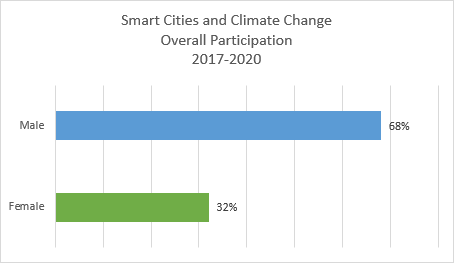 Smart Cities and Climate Change
Overall Participation
2017-2020
Male
68%
Female
32%